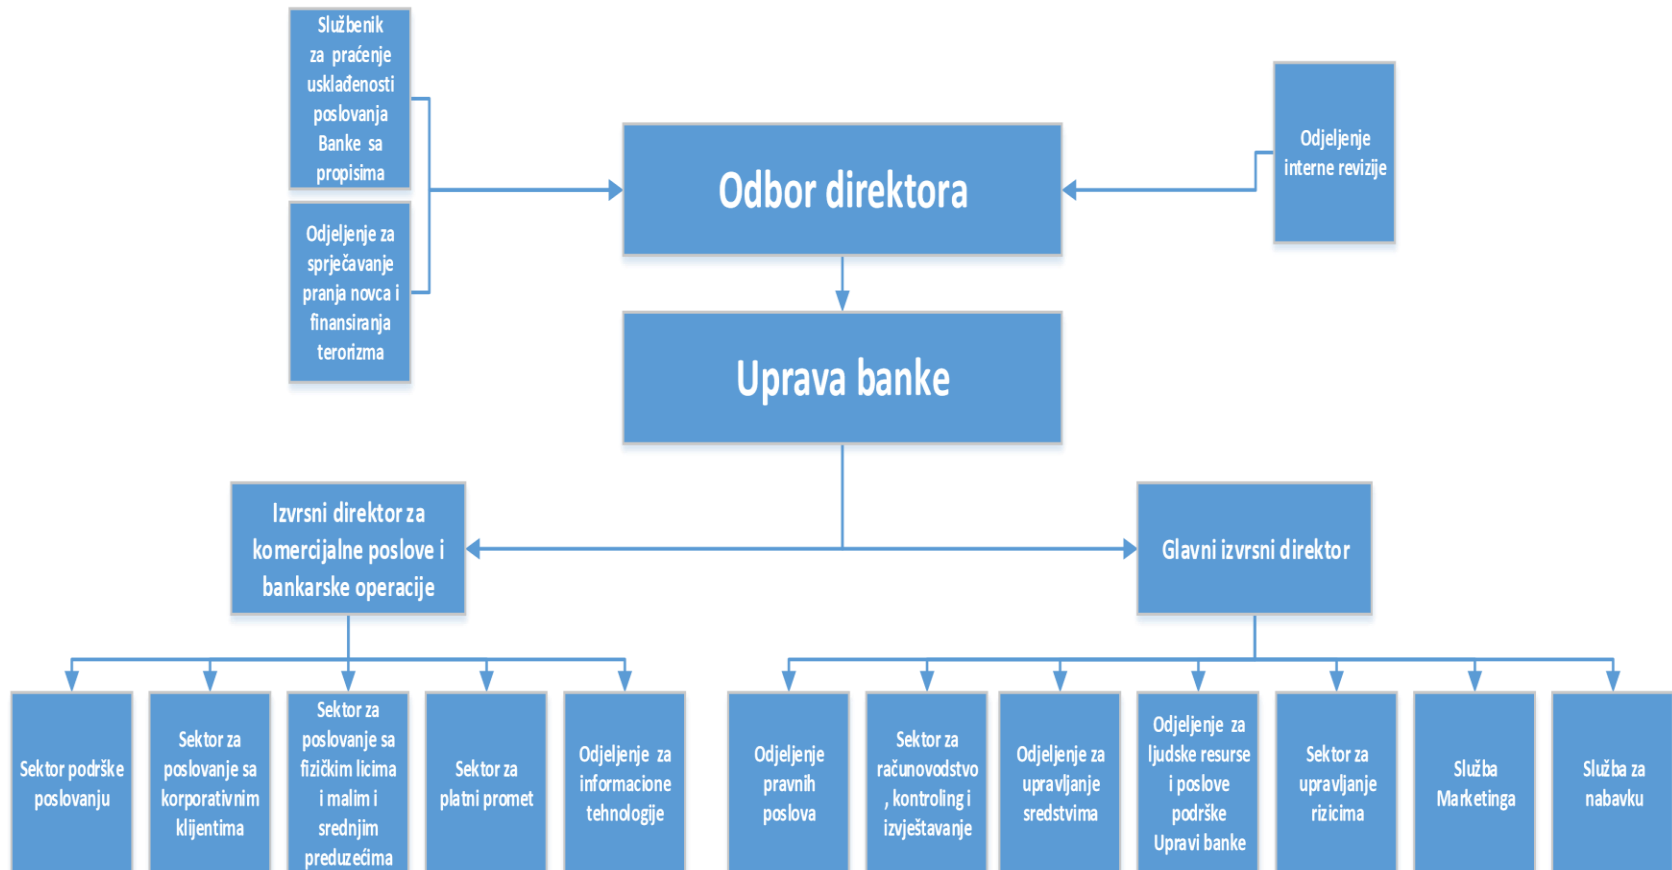 Službenik
za praćenje
usklađenosti
poslovanja
Banke sa
propisima
Odjeljenje za
sprječavanje
pranja novca i
finansiranja
terorizma
Odbor direktora
Odjeljenje
interne revizije
Uprava banke
Izvrsni direktor za
komercijalne poslove i
bankarske operacije
Glavni izvrsni direktor
Sektor podrške
poslovanju
Sektor za
poslovanje sa
korporativnim
klijentima
Sektor za
poslovanje sa
fizičkim licima
i malim i
srednjim
preduzećima
Sektor za
platni promet
Odjeljenje za
informacione
tehnologije
Odjeljenje
pravnih
poslova
Sektor za
računovodstvo
, kontroling i
izvještavanje
Odjeljenje za
upravljanje
sredstvima
Odjeljenje za
ljudske resurse
i poslove
podrške
Upravi banke
Sektor za
upravljanje
rizicima
Služba
Marketinga
Služba za
nabavku